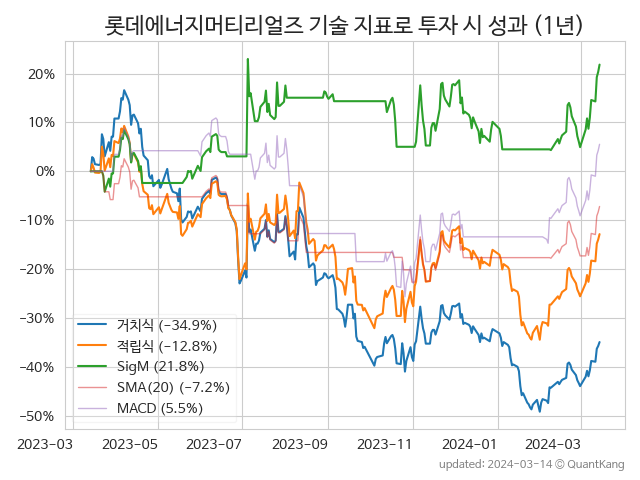 롯데에너지머티리얼즈 기술 지표로 투자 시 성과 (1년)
20%
10%
0%
−10%
−20%
−30%
−40%
−50%
거치식 (−34.9%)
적립식 (−12.8%)
SigM (21.8%)
SMA(20) (−7.2%)
MACD (5.5%)
2023-03 2023-05 2023-07 2023-09 2023-11 2024-01 2024-03
updated: 2024-03-14 © QuantKang